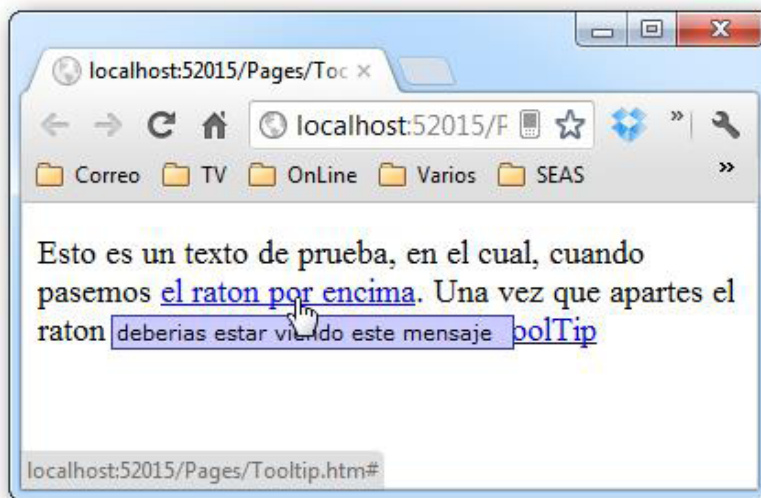 localhost:52015/Pages/Toc
localhost:52015/P
Correo TV OnLine Varios SEAS
Esto es un texto de prueba, en el cual, cuando
pasemos el raton por encima. Una vez que apartes el
raton deberias estar viendo este mensaje oolTip
localhost:52015/Pages/Tooltip.htm#